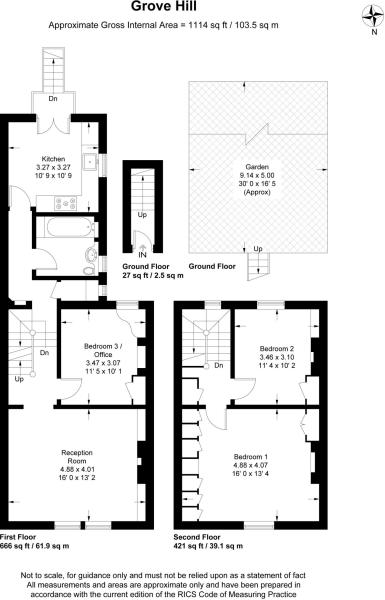 Grove Hill
Approximate Gross Internal Area = 1114 sq ft / 103.5 sq m
N
Dn
Kitchen
3.27 x 3.27
10' 9 x 10' 9
Up
IN
Ground Floor
27 sq ft / 2.5 sq m
Garden
9.14 x 5.00
30' 0 x 16' 5
(Approx)
Up
Ground Floor
Dn
Up
Bedroom 3 /
Office
3.47 x 3.07
11' 5 x 10' 1
Reception
Room
4.88 x 4.01
16' 0 x 13' 2
First Floor
666 sq ft / 61.9 sq m
Dn
Bedroom 2
3.46 x 3.10
11' 4 x 10' 2
Bedroom 1
4.88 x 4.07
16' 0 x 13' 4
Second Floor
421 sq ft / 39.1 sq m
Not to scale, for guidance only and must not be relied upon as a statement of fact
All measurements and areas are approximate only and have been prepared in
accordance with the current edition of the RICS Code of Measuring Practice